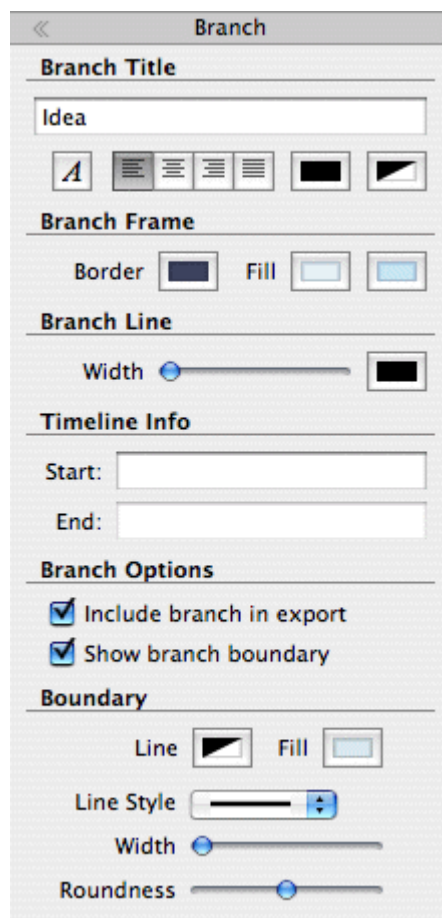 Branch
Branch Title
Idea
A
Branch Frame
Border Fill
Branch Line
Width
Timeline Info
Start:
End:
Branch Options
Include branch in export
Show branch boundary
Boundary
Line Fill
Line Style
Width
Roundness